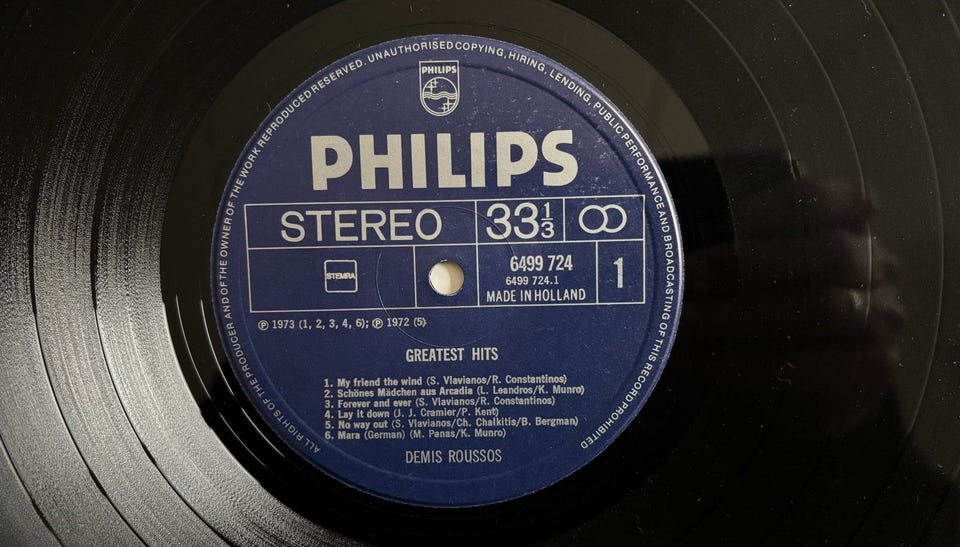 ALL RIGHTS OF THE PRODUCER AND OF THE OWNER OF THE WORK REPRODUCED RESERVED. UNAUTHORISED COPYING, HIRING, LENDING, PUBLIC PERFORMANCE AND BROADCASTING OF THIS RECORD PROHIBITED
PHILIPS
PHILIPS
STEREO 33 1/3
STEMRA 6499 724 1
6499 724.1
MADE IN HOLLAND
Ⓟ 1973 (1, 2, 3, 4, 6); Ⓟ 1972 (5)
GREATEST HITS
1. My friend the wind (S. Vlavianos/R. Constantinos)
2. Schönes Mädchen aus Arcadia (L. Leandros/K. Munro)
3. Forever and ever (S. Vlavianos/R. Constantinos)
4. Lay it down (J. J. Cramier/P. Kent)
5. No way out (S. Vlavianos/Ch. Chalkitis/B. Bergman)
6. Mara (German) (M. Panas/K. Munro)
DEMIS ROUSSOS